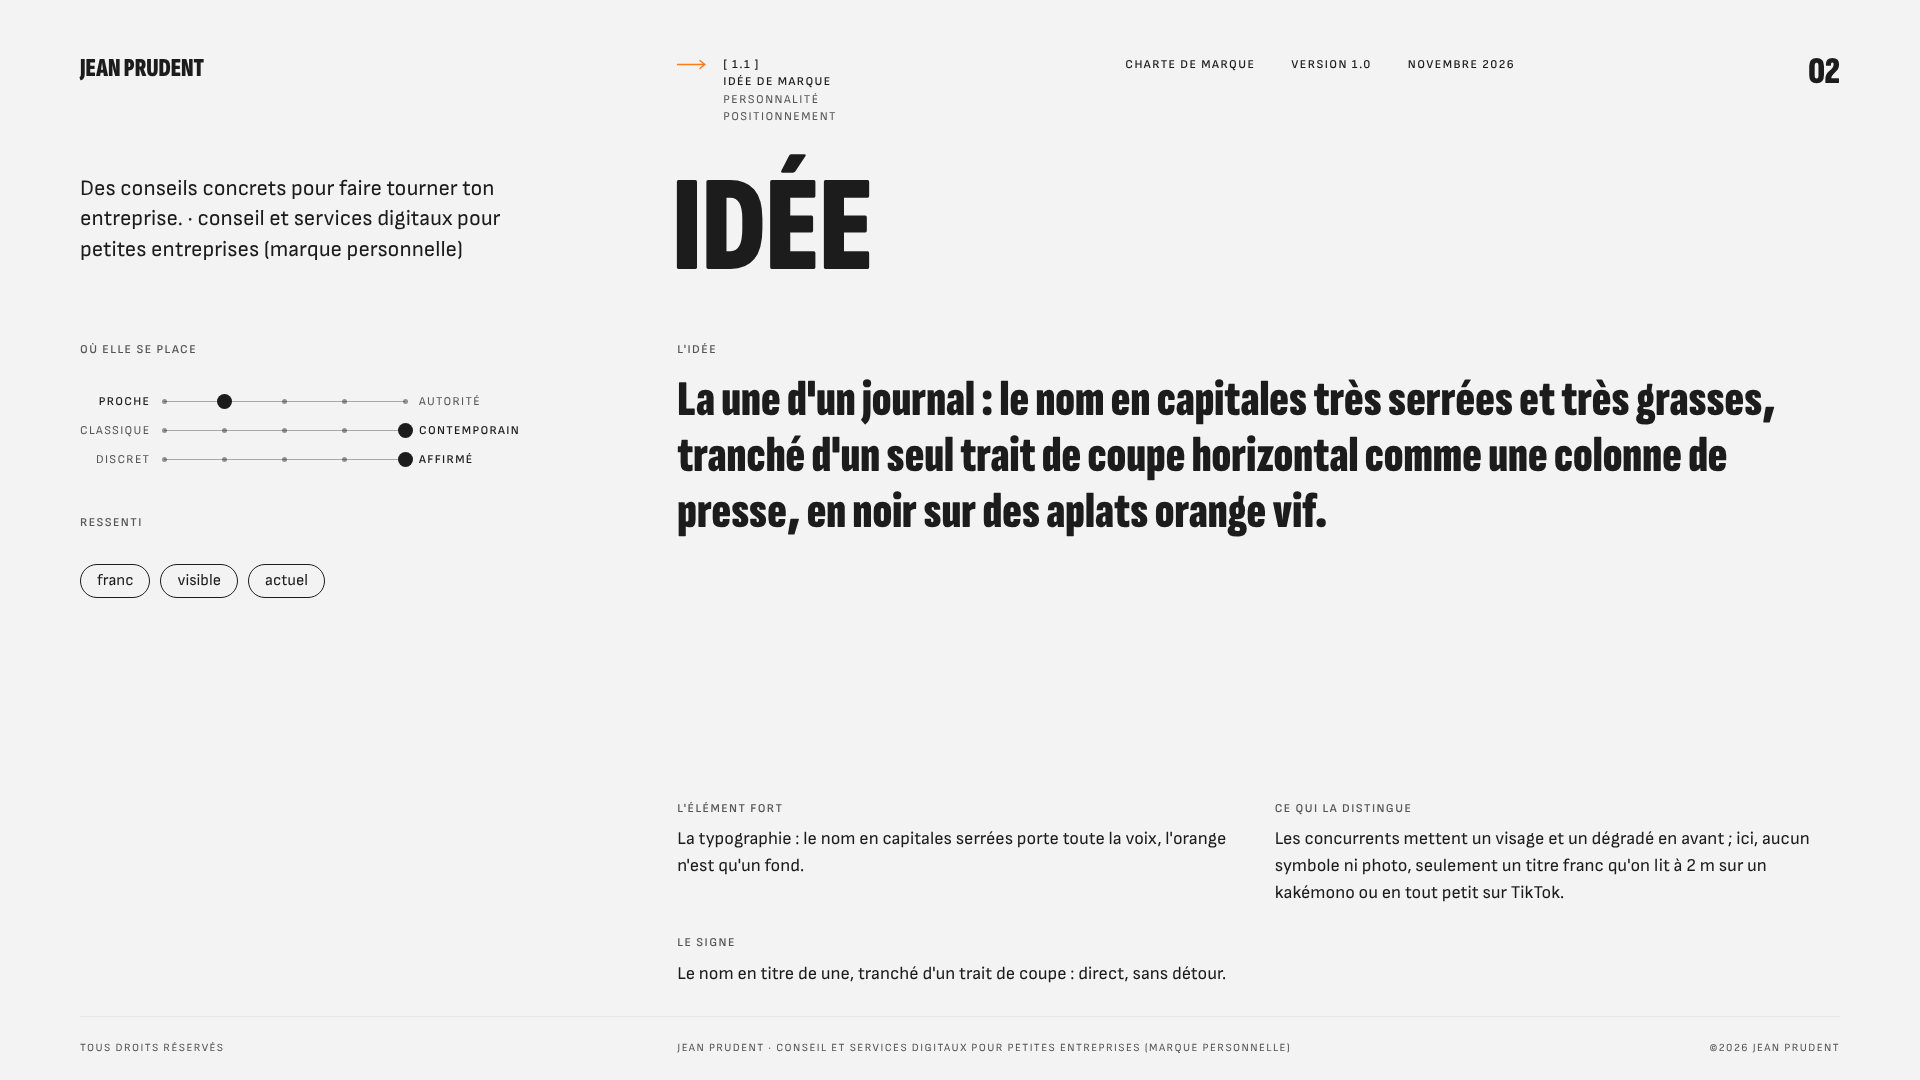 JEAN PRUDENT
[ 1.1 ]
IDÉE DE MARQUE
PERSONNALITÉ
POSITIONNEMENT
CHARTE DE MARQUE
VERSION 1.0
NOVEMBRE 2026
02
Des conseils concrets pour faire tourner ton
entreprise. · conseil et services digitaux pour
petites entreprises (marque personnelle)
IDÉE
OÙ ELLE SE PLACE
PROCHE
AUTORITÉ
CLASSIQUE
CONTEMPORAIN
DISCRET
AFFIRMÉ
RESSENTI
franc
visible
actuel
L'IDÉE
La une d'un journal : le nom en capitales très serrées et très grasses,
tranché d'un seul trait de coupe horizontal comme une colonne de
presse, en noir sur des aplats orange vif.
L'ÉLÉMENT FORT
La typographie : le nom en capitales serrées porte toute la voix, l'orange
n'est qu'un fond.
CE QUI LA DISTINGUE
Les concurrents mettent un visage et un dégradé en avant ; ici, aucun
symbole ni photo, seulement un titre franc qu'on lit à 2 m sur un
kakémono ou en tout petit sur TikTok.
LE SIGNE
Le nom en titre de une, tranché d'un trait de coupe : direct, sans détour.
TOUS DROITS RÉSERVÉS
JEAN PRUDENT · CONSEIL ET SERVICES DIGITAUX POUR PETITES ENTREPRISES (MARQUE PERSONNELLE)
©2026 JEAN PRUDENT